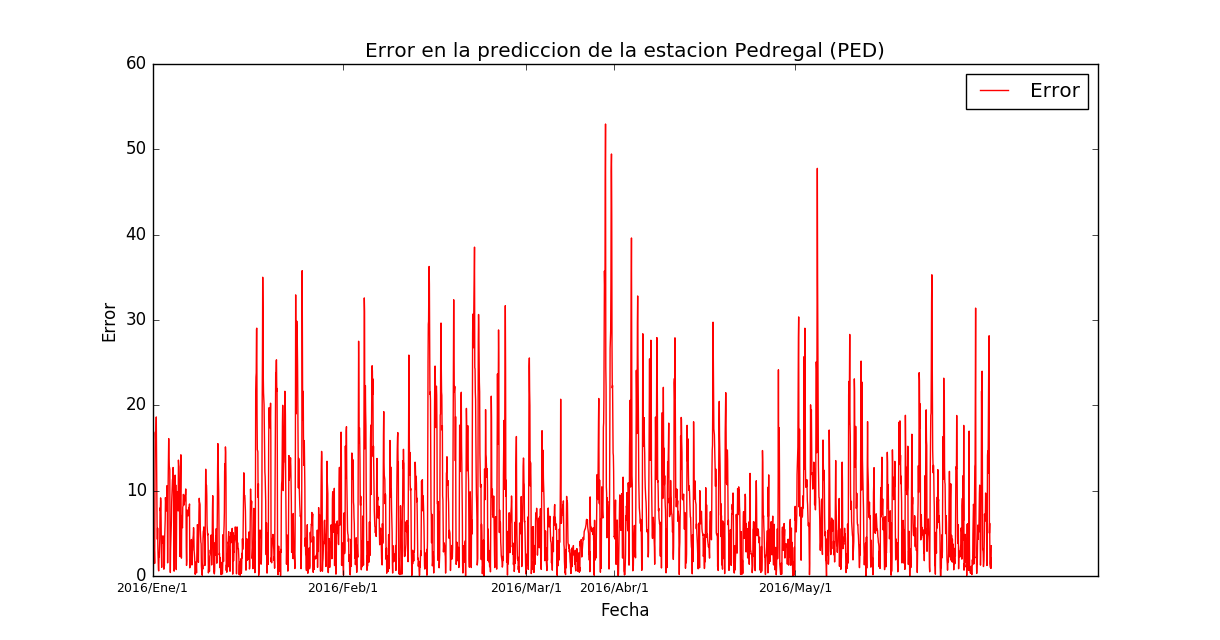 Error en la prediccion de la estacion Pedregal (PED)
60
50
40
30
20
10
0
Error
Error
2016/Ene/1
2016/Feb/1
2016/Mar/1
2016/Abr/1
2016/May/1
Fecha